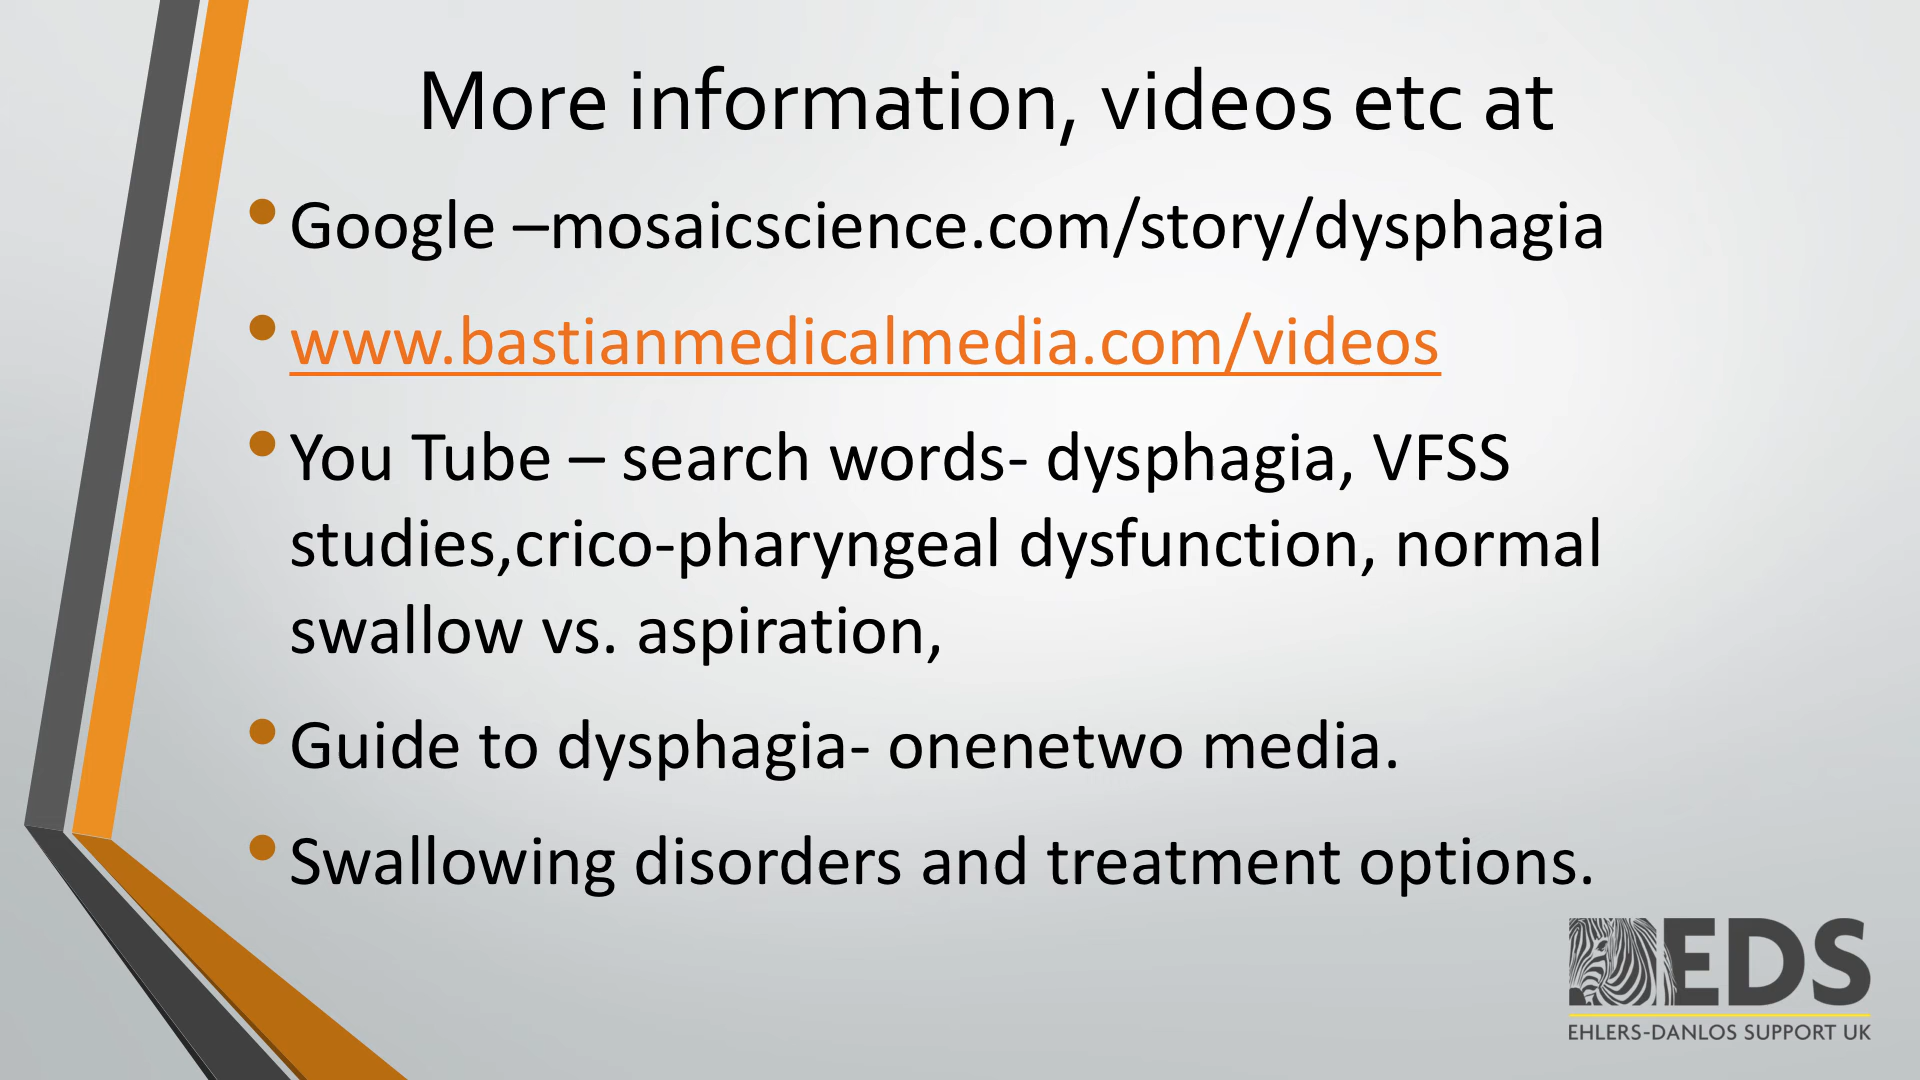 More information, videos etc at
•Google –mosaicscience.com/story/dysphagia
•www.bastianmedicalmedia.com/videos
•You Tube – search words- dysphagia, VFSS
studies,crico-pharyngeal dysfunction, normal
swallow vs. aspiration,
•Guide to dysphagia- onenetwo media.
•Swallowing disorders and treatment options.
EDS
EHLERS-DANLOS SUPPORT UK